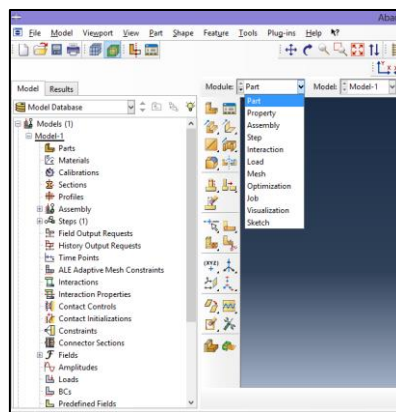 Aba
File Model Viewport View Part Shape Feature Tools Plug-ins Help
Model Results
Module: Part Model: Model-1
Model Database
Part
Property
Assembly
Step
Interaction
Load
Mesh
Optimization
Job
Visualization
Sketch
Models (1)
Model-1
Parts
Materials
Calibrations
Sections
Profiles
Assembly
Steps (1)
Field Output Requests
History Output Requests
Time Points
ALE Adaptive Mesh Constraints
Interactions
Interaction Properties
Contact Controls
Contact Initializations
Constraints
Connector Sections
Fields
Amplitudes
Loads
BCs
Predefined Fields
(XYZ)